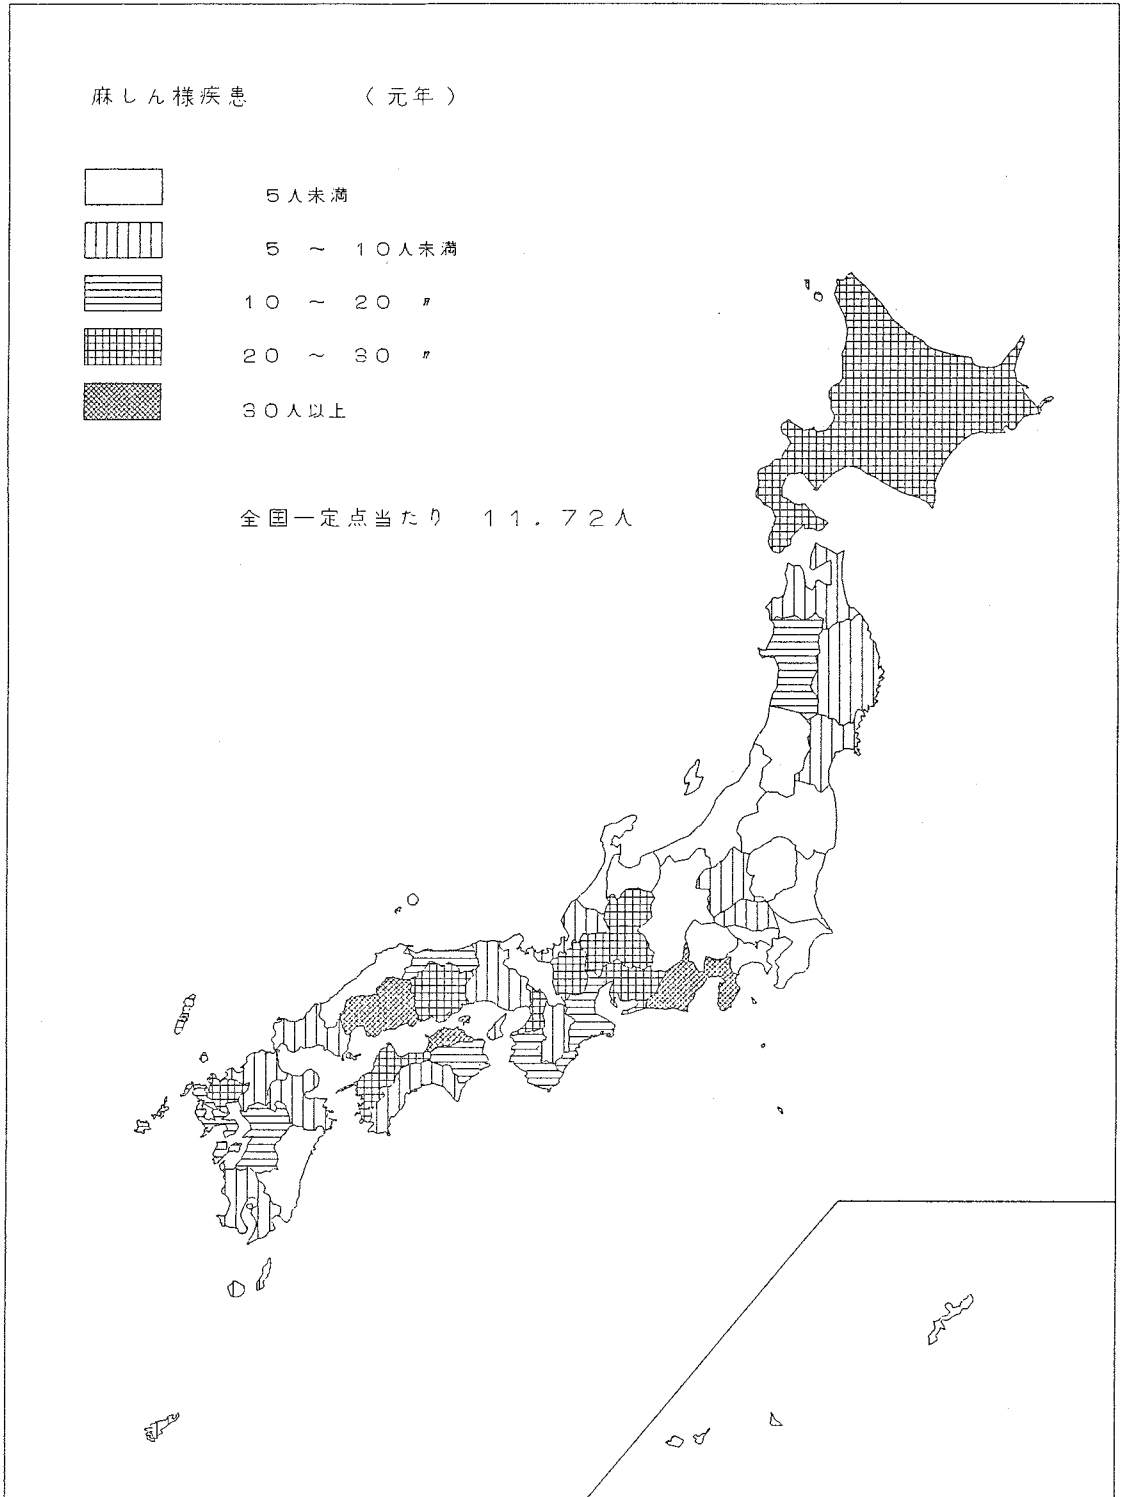 麻しん様疾患 （元年）
5人未満
5 ～ 10人未満
10 ～ 20 〃
20 ～ 30 〃
30人以上
全国一定点当たり 11.72人